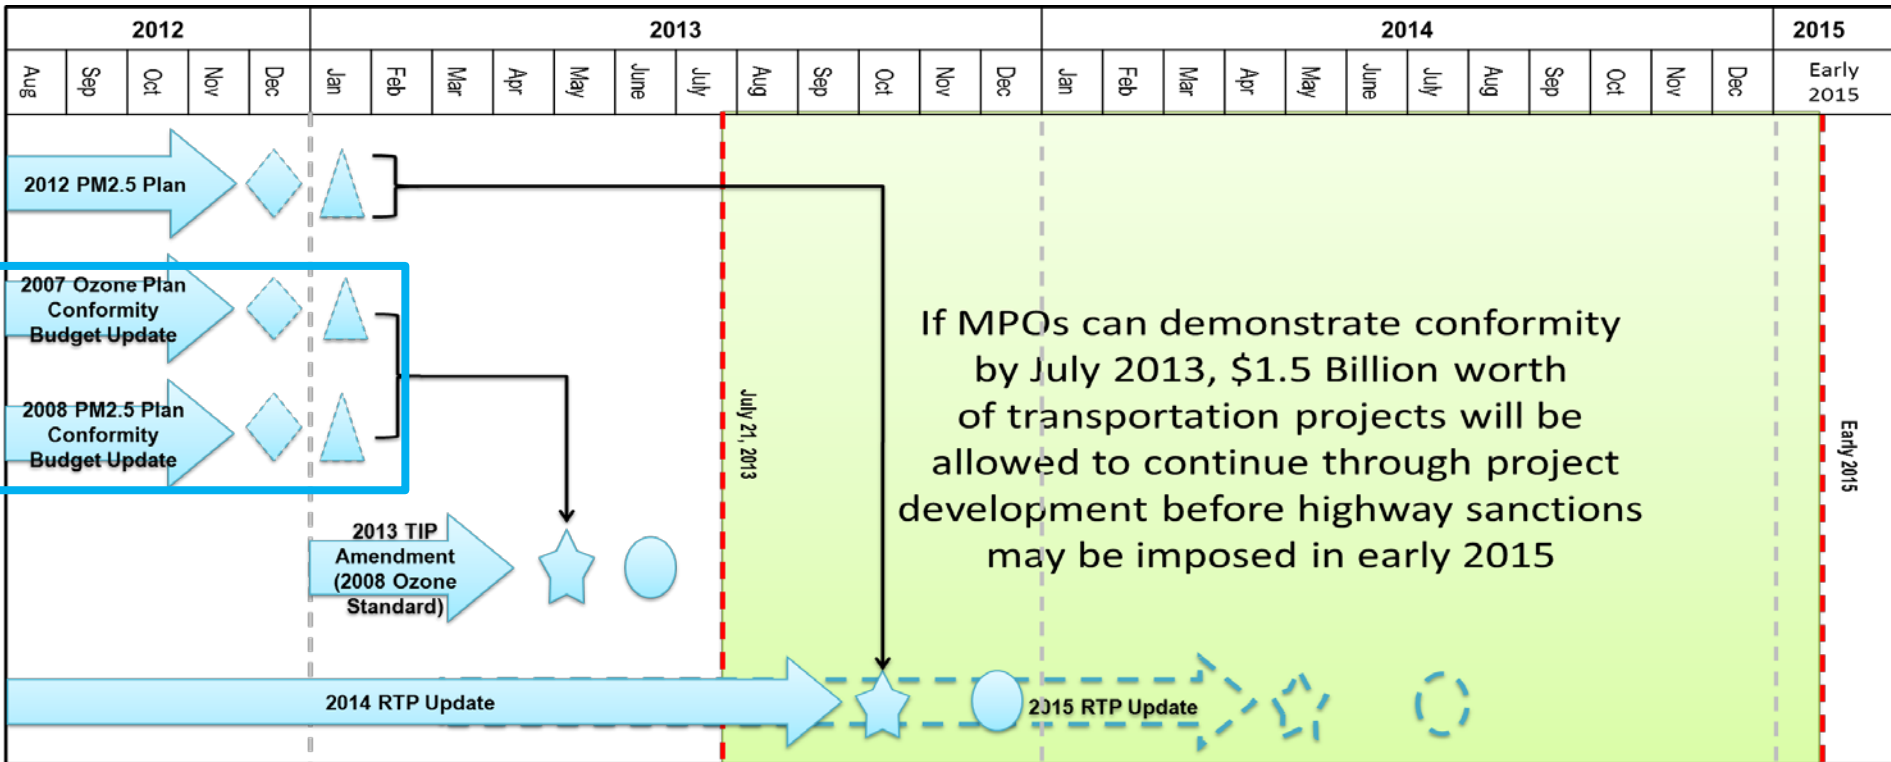 2012
2013
2014
2015
Aug
Sep
Oct
Nov
Dec
Jan
Feb
Mar
Apr
May
June
July
Aug
Sep
Oct
Nov
Dec
Jan
Feb
Mar
Apr
May
June
July
Aug
Sep
Oct
Nov
Dec
Early
2015
2012 PM2.5 Plan
2007 Ozone Plan
Conformity
Budget Update
2008 PM2.5 Plan
Conformity
Budget Update
July 21, 2013
If MPOs can demonstrate conformity
by July 2013, $1.5 Billion worth
of transportation projects will be
allowed to continue through project
development before highway sanctions
may be imposed in early 2015
Early 2015
2013 TIP
Amendment
(2008 Ozone
Standard)
2014 RTP Update
2015 RTP Update